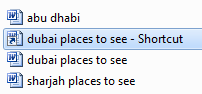 abu dhabi
dubai places to see - Shortcut
dubai places to see
sharjah places to see